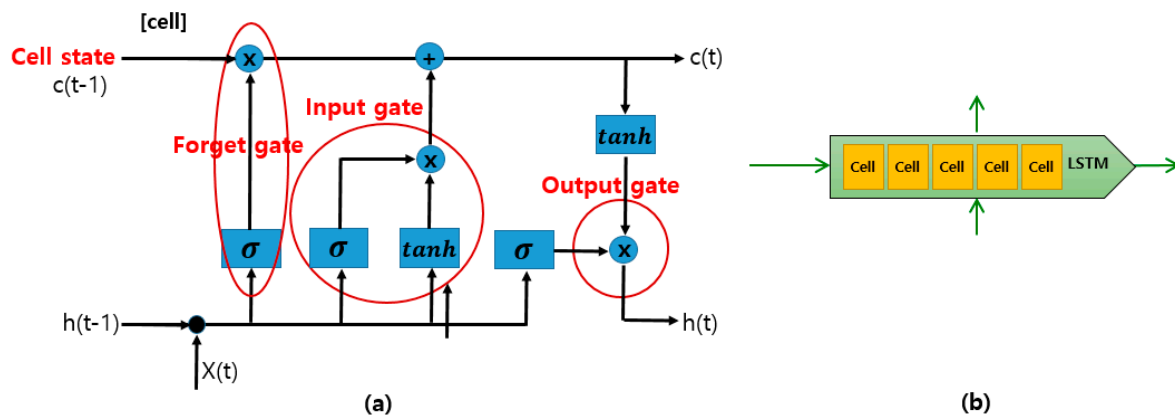 [cell]
Cell state
c(t-1)
x
+
c(t)
Input gate
tanh
Forget gate
x
Output gate
σ
σ
tanh
σ
x
h(t-1)
h(t)
X(t)
(a)
Cell Cell Cell Cell Cell LSTM
(b)